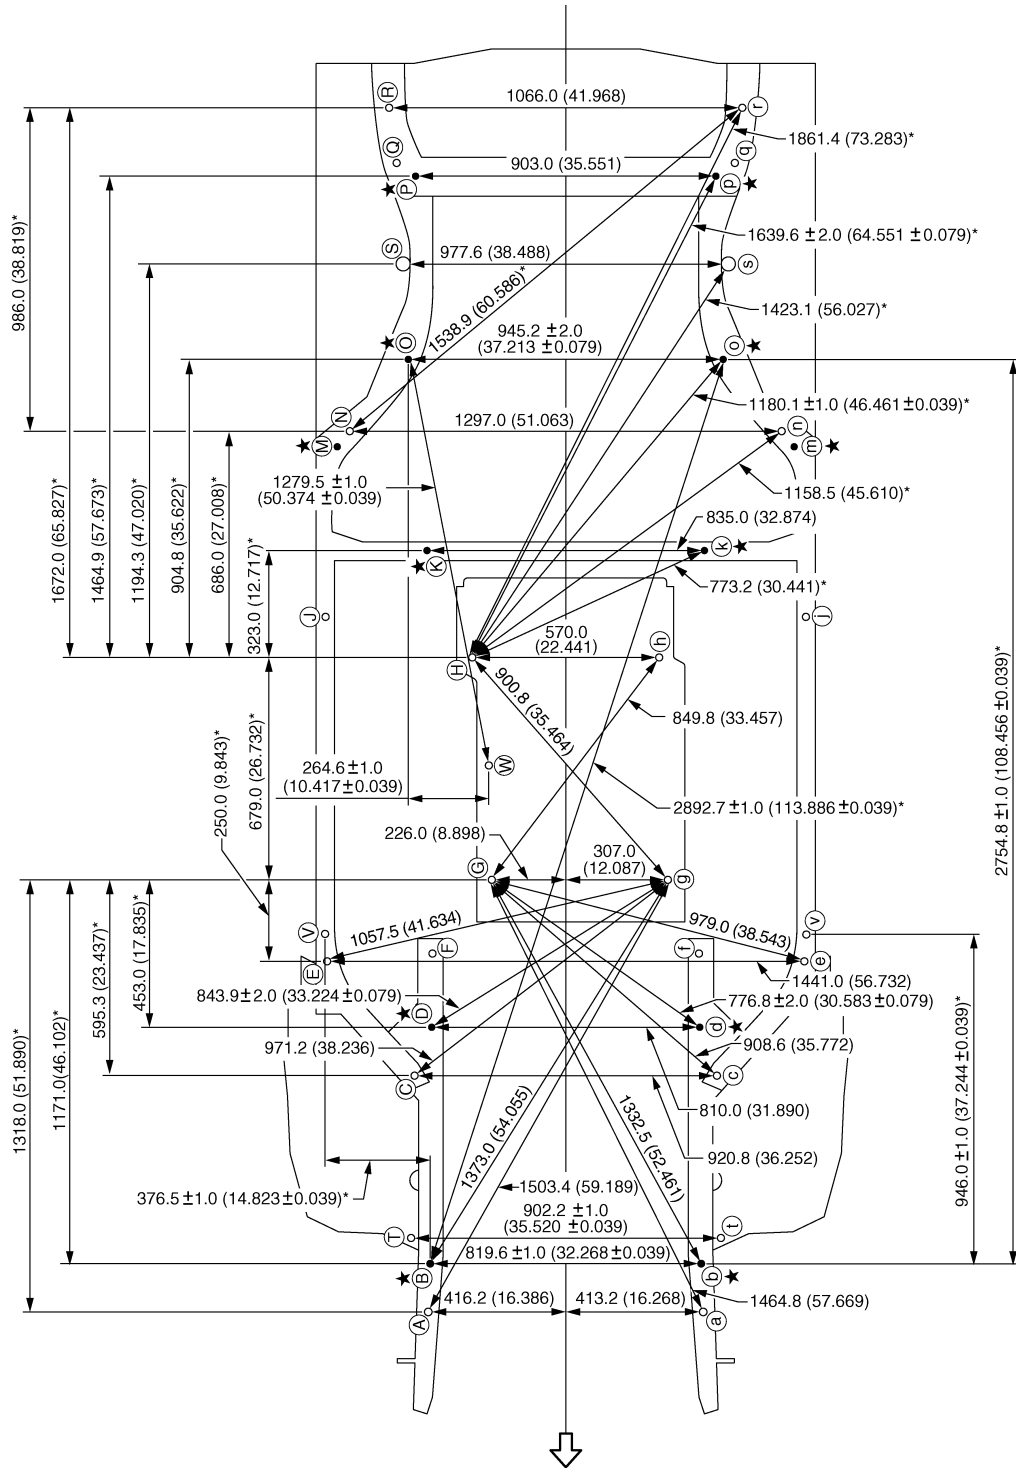 R
r
1066.0 (41.968)
1861.4 (73.283)*
Q
q
903.0 (35.551)
★
P
p
★
1639.6 ±2.0 (64.551 ±0.079)*
S
977.6 (38.488)
s
986.0 (38.819)*
1538.9 (60.586)*
1423.1 (56.027)*
★
O
945.2 ±2.0
(37.213 ±0.079)
o
★
1180.1 ±1.0 (46.461 ±0.039)*
N
1297.0 (51.063)
n
★
M
m
★
1279.5 ±1.0
(50.374 ±0.039)
1158.5 (45.610)*
1672.0 (65.827)*
1464.9 (57.673)*
1194.3 (47.020)*
904.8 (35.622)*
686.0 (27.008)*
323.0 (12.717)*
835.0 (32.874)
★
K
k
★
773.2 (30.441)*
J
j
570.0
(22.441)
H
h
900.8 (35.464)
849.8 (33.457)
679.0 (26.732)*
250.0 (9.843)*
264.6 ±1.0
(10.417 ±0.039)
W
2892.7 ±1.0 (113.886 ±0.039)*
2754.8 ±1.0 (108.456 ±0.039)*
226.0 (8.898)
307.0
(12.087)
G
g
1057.5 (41.634)
979.0 (38.543)
V
v
F
f
E
e
1441.0 (56.732)
843.9±2.0 (33.224±0.079)
776.8±2.0 (30.583±0.079)
★
D
d
★
971.2 (38.236)
908.6 (35.772)
C
c
810.0 (31.890)
920.8 (36.252)
1318.0 (51.890)*
1171.0(46.102)*
595.3 (23.437)*
453.0 (17.835)*
946.0 ±1.0 (37.244 ±0.039)*
1373.0 (54.055)
1332.5 (52.461)
376.5 ±1.0 (14.823±0.039)*
1503.4 (59.189)
902.2 ±1.0
(35.520 ±0.039)
T
t
819.6 ±1.0 (32.268±0.039)
★
B
b
★
416.2 (16.386)
413.2 (16.268)
1464.8 (57.669)
A
a